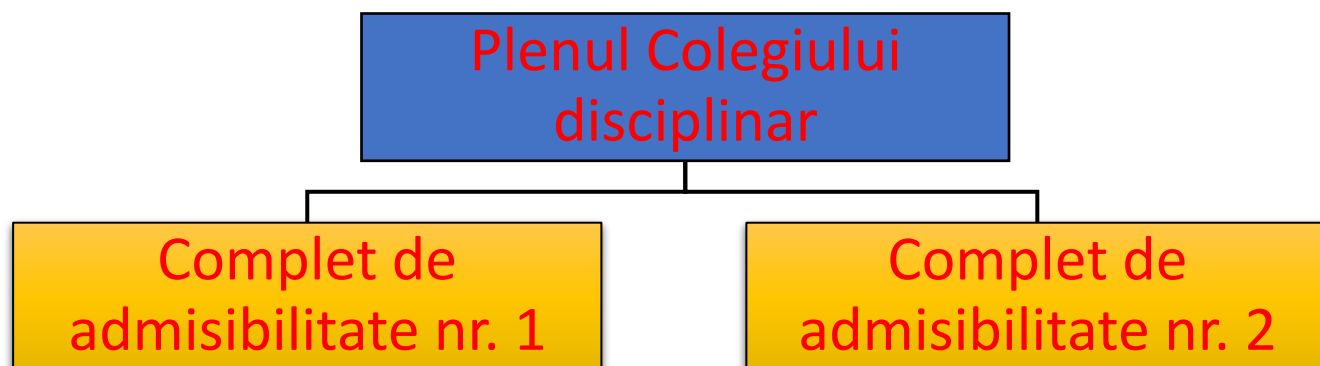 Plenul Colegiului
disciplinar
Complet de
admisibilitate nr. 1
Complet de
admisibilitate nr. 2